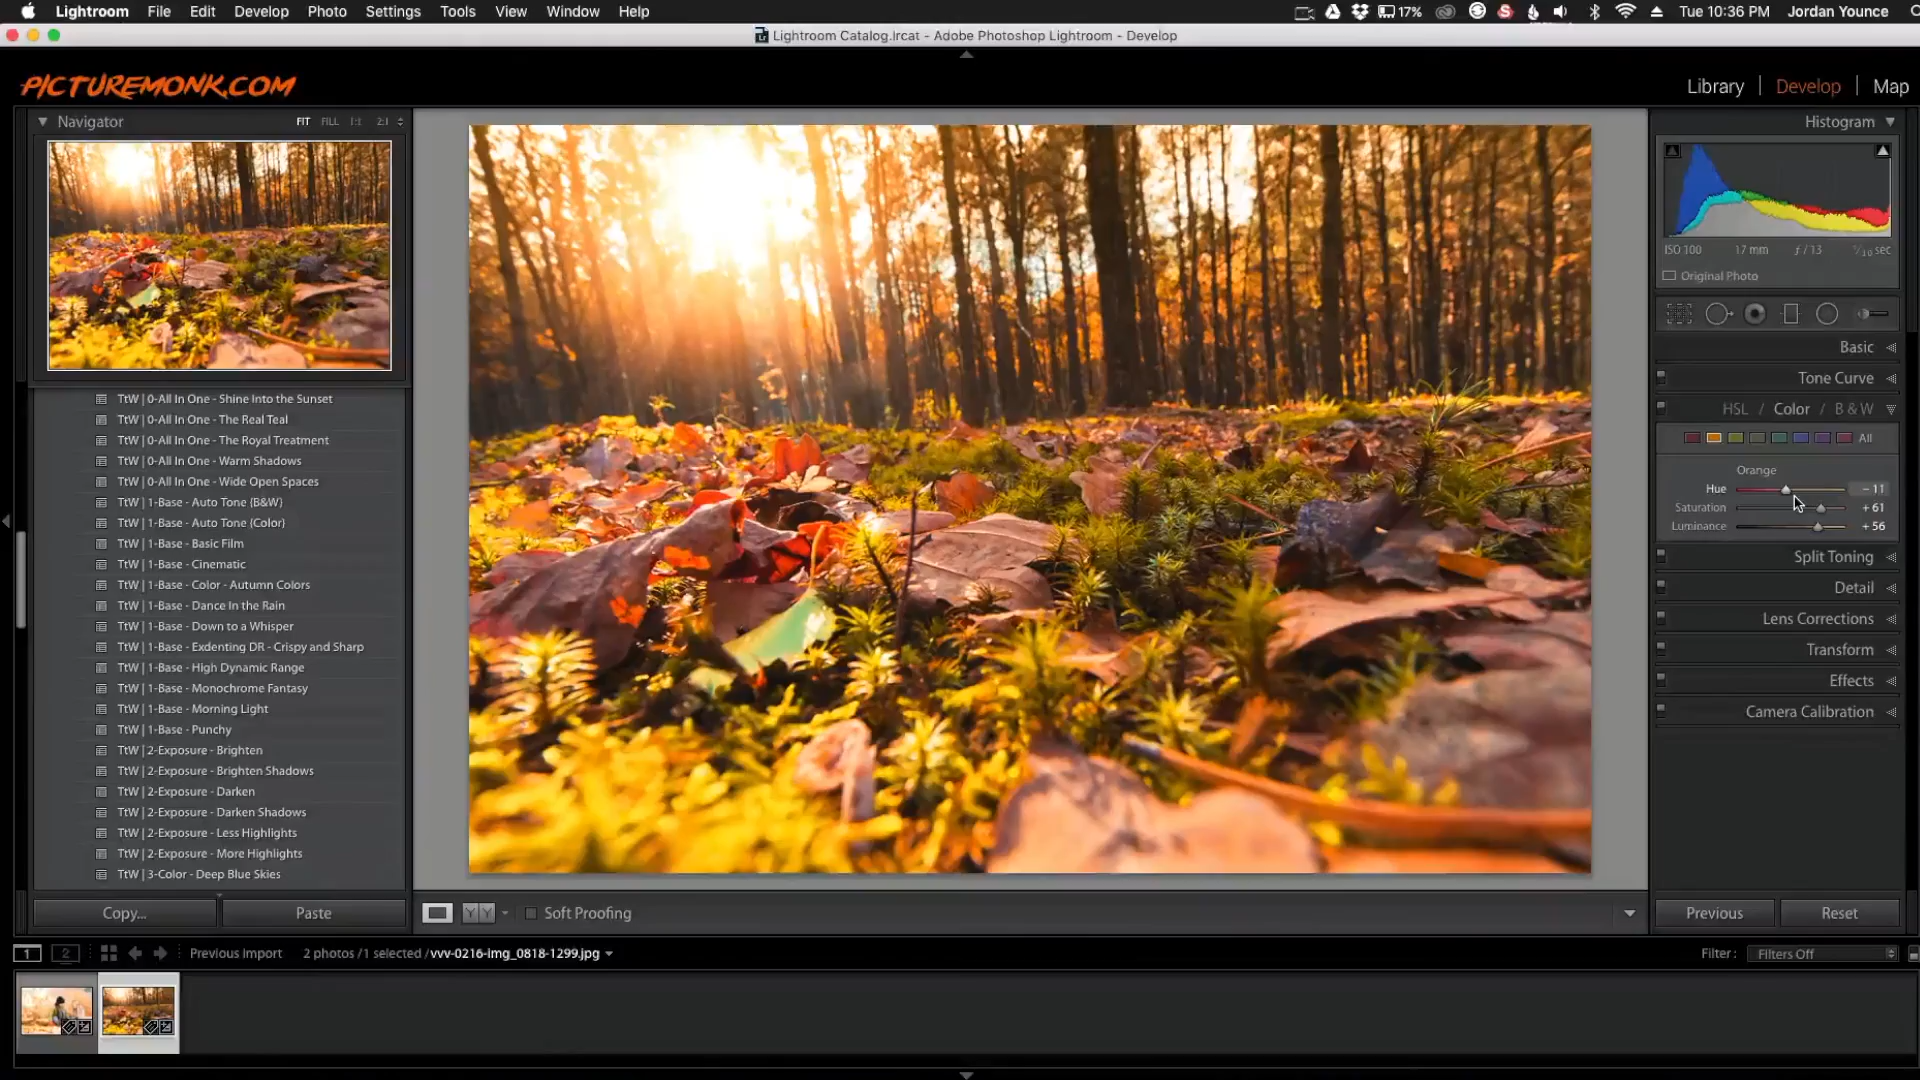 Lightroom File Edit Develop Photo Settings Tools View Window Help 17% Tue 10:36 PM Jordan Younce
Lightroom Catalog.lrcat - Adobe Photoshop Lightroom - Develop
PICTUREMONK.COM
Library | Develop | Map
Navigator FIT FILL 1:1 2:1
TtW | 0-All In One - Shine Into the Sunset
TtW | 0-All In One - The Real Teal
TtW | 0-All In One - The Royal Treatment
TtW | 0-All In One - Warm Shadows
TtW | 0-All In One - Wide Open Spaces
TtW | 1-Base - Auto Tone {B&W}
TtW | 1-Base - Auto Tone {Color}
TtW | 1-Base - Basic Film
TtW | 1-Base - Cinematic
TtW | 1-Base - Color - Autumn Colors
TtW | 1-Base - Dance In the Rain
TtW | 1-Base - Down to a Whisper
TtW | 1-Base - Exdenting DR - Crispy and Sharp
TtW | 1-Base - High Dynamic Range
TtW | 1-Base - Monochrome Fantasy
TtW | 1-Base - Morning Light
TtW | 1-Base - Punchy
TtW | 2-Exposure - Brighten
TtW | 2-Exposure - Brighten Shadows
TtW | 2-Exposure - Darken
TtW | 2-Exposure - Darken Shadows
TtW | 2-Exposure - Less Highlights
TtW | 2-Exposure - More Highlights
TtW | 3-Color - Deep Blue Skies
Copy... Paste
YY Soft Proofing
Histogram
ISO 100 17 mm ƒ / 13 1/10 sec
Original Photo
Basic
Tone Curve
HSL / Color / B & W
All
Orange
Hue - 11
Saturation + 61
Luminance + 56
Split Toning
Detail
Lens Corrections
Transform
Effects
Camera Calibration
Previous Reset
1 2 Previous Import 2 photos / 1 selected / vvv-0216-img_0818-1299.jpg Filter : Filters Off